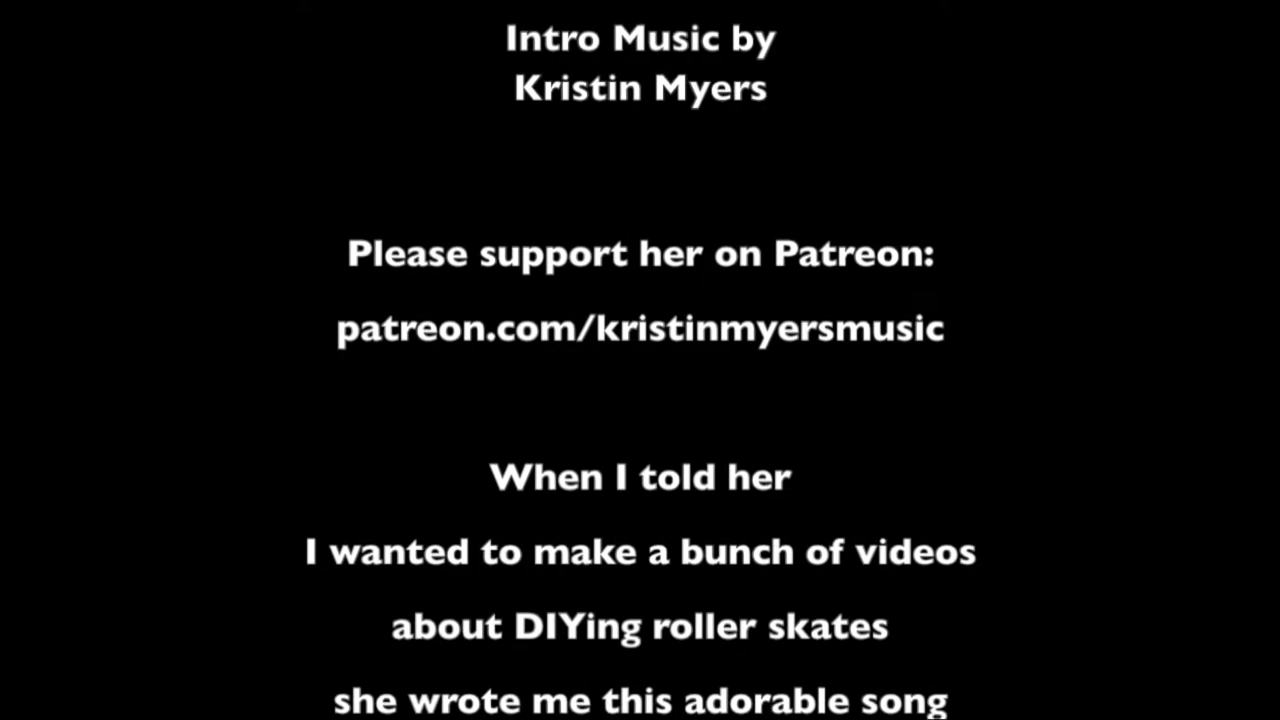 Intro Music by
Kristin Myers
Please support her on Patreon:
patreon.com/kristinmyersmusic
When I told her
I wanted to make a bunch of videos
about DIYing roller skates
she wrote me this adorable song